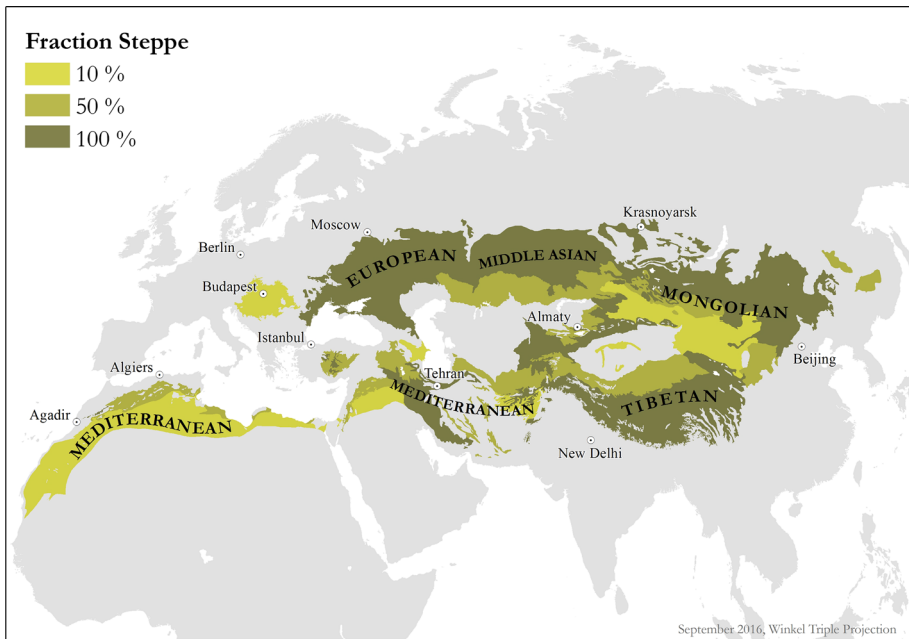 Fraction Steppe
10 %
50 %
100 %
Krasnoyarsk
Moscow
Berlin
EUROPEAN
MIDDLE ASIAN
Budapest
MONGOLIAN
Almaty
Istanbul
Beijing
Algiers
Tehran
MEDITERRANEAN
TIBETAN
Agadir
MEDITERRANEAN
New Delhi
September 2016, Winkel Triple Projection